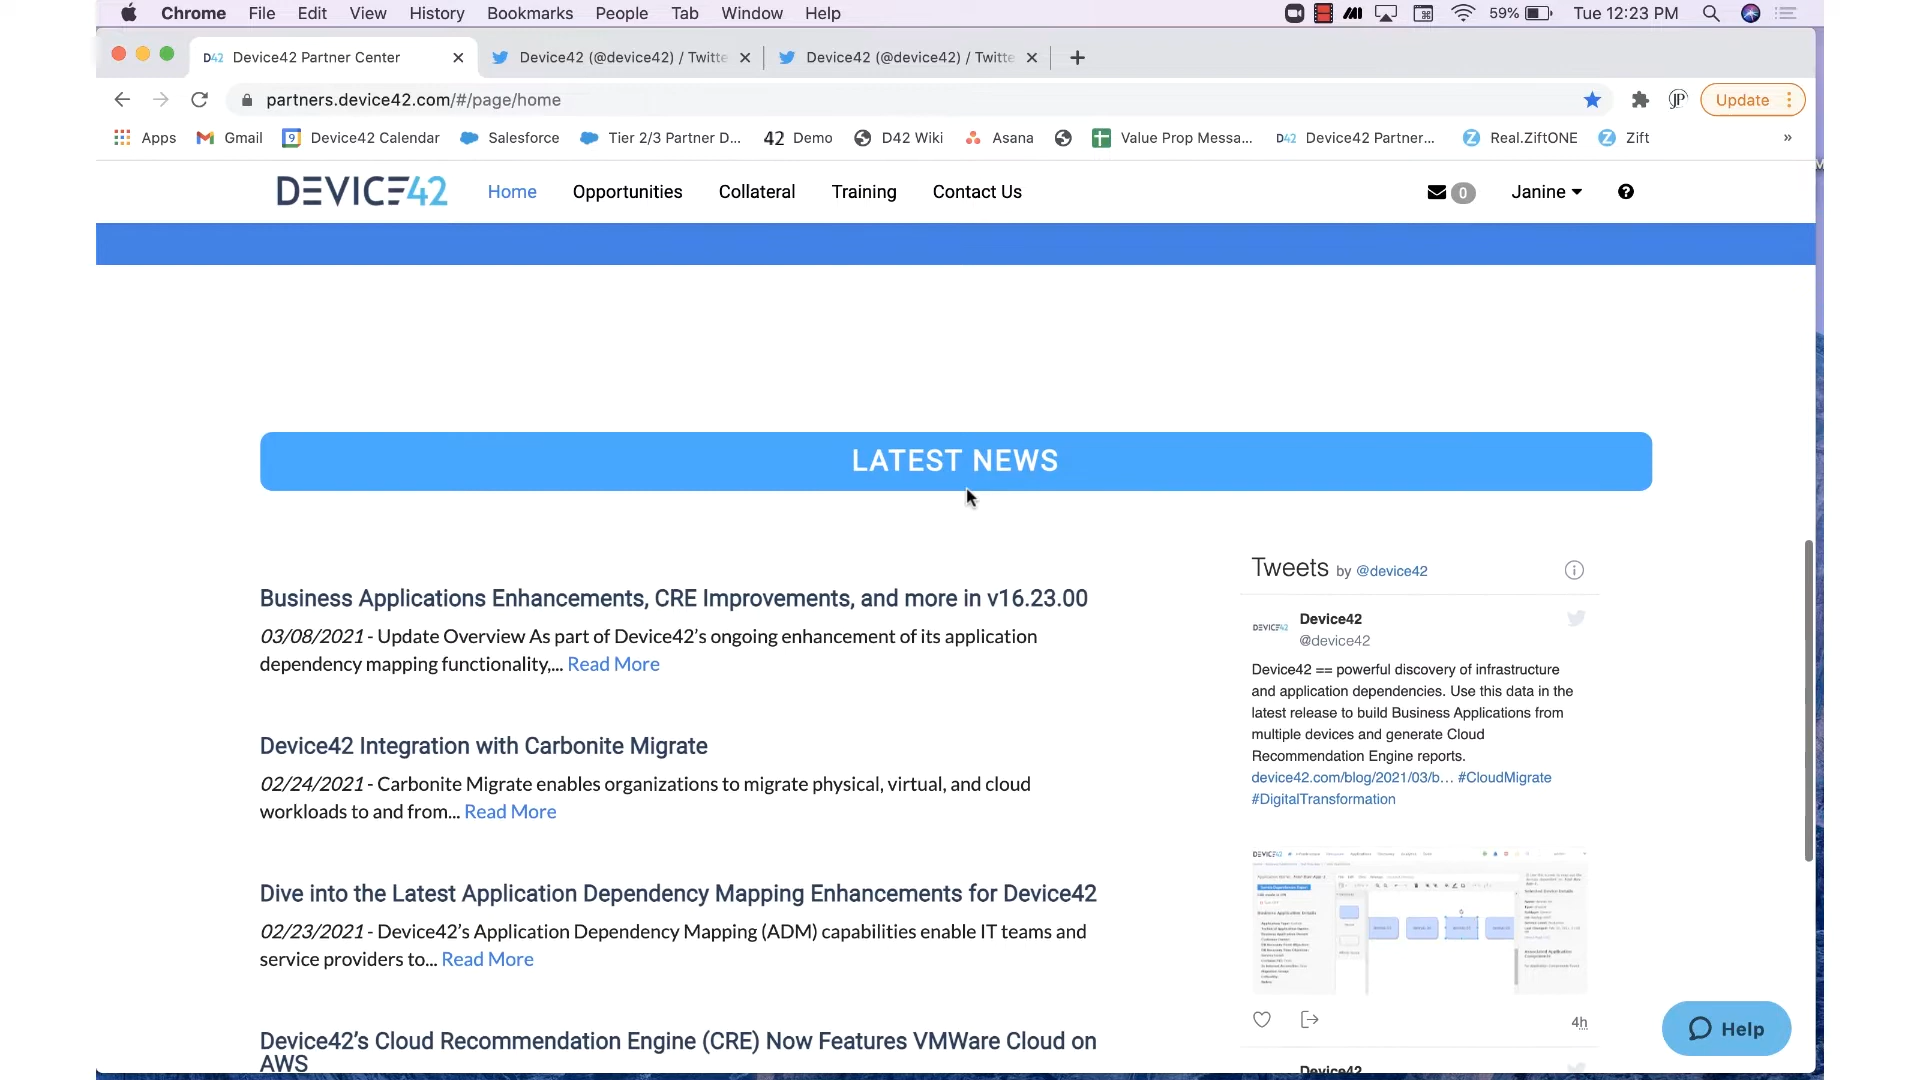 Chrome File Edit View History Bookmarks People Tab Window Help 59% Tue 12:23 PM
D42 Device42 Partner Center Device42 (@device42) / Twitte Device42 (@device42) / Twitte
partners.device42.com/#/page/home JP Update
Apps Gmail 9 Device42 Calendar Salesforce Tier 2/3 Partner D... 42 Demo D42 Wiki Asana Value Prop Messa... D42 Device42 Partner... Z Real.ZiftONE Z Zift »
DEVICE42 Home Opportunities Collateral Training Contact Us 0 Janine ?
LATEST NEWS
Business Applications Enhancements, CRE Improvements, and more in v16.23.00
03/08/2021 - Update Overview As part of Device42’s ongoing enhancement of its application
dependency mapping functionality,... Read More
Device42 Integration with Carbonite Migrate
02/24/2021 - Carbonite Migrate enables organizations to migrate physical, virtual, and cloud
workloads to and from... Read More
Dive into the Latest Application Dependency Mapping Enhancements for Device42
02/23/2021 - Device42’s Application Dependency Mapping (ADM) capabilities enable IT teams and
service providers to... Read More
Device42’s Cloud Recommendation Engine (CRE) Now Features VMWare Cloud on
AWS
Tweets by @device42
DEVICE42 Device42
@device42
Device42 == powerful discovery of infrastructure
and application dependencies. Use this data in the
latest release to build Business Applications from
multiple devices and generate Cloud
Recommendation Engine reports.
device42.com/blog/2021/03/b... #CloudMigrate
#DigitalTransformation
DEVICE42
4h
Device42
Help